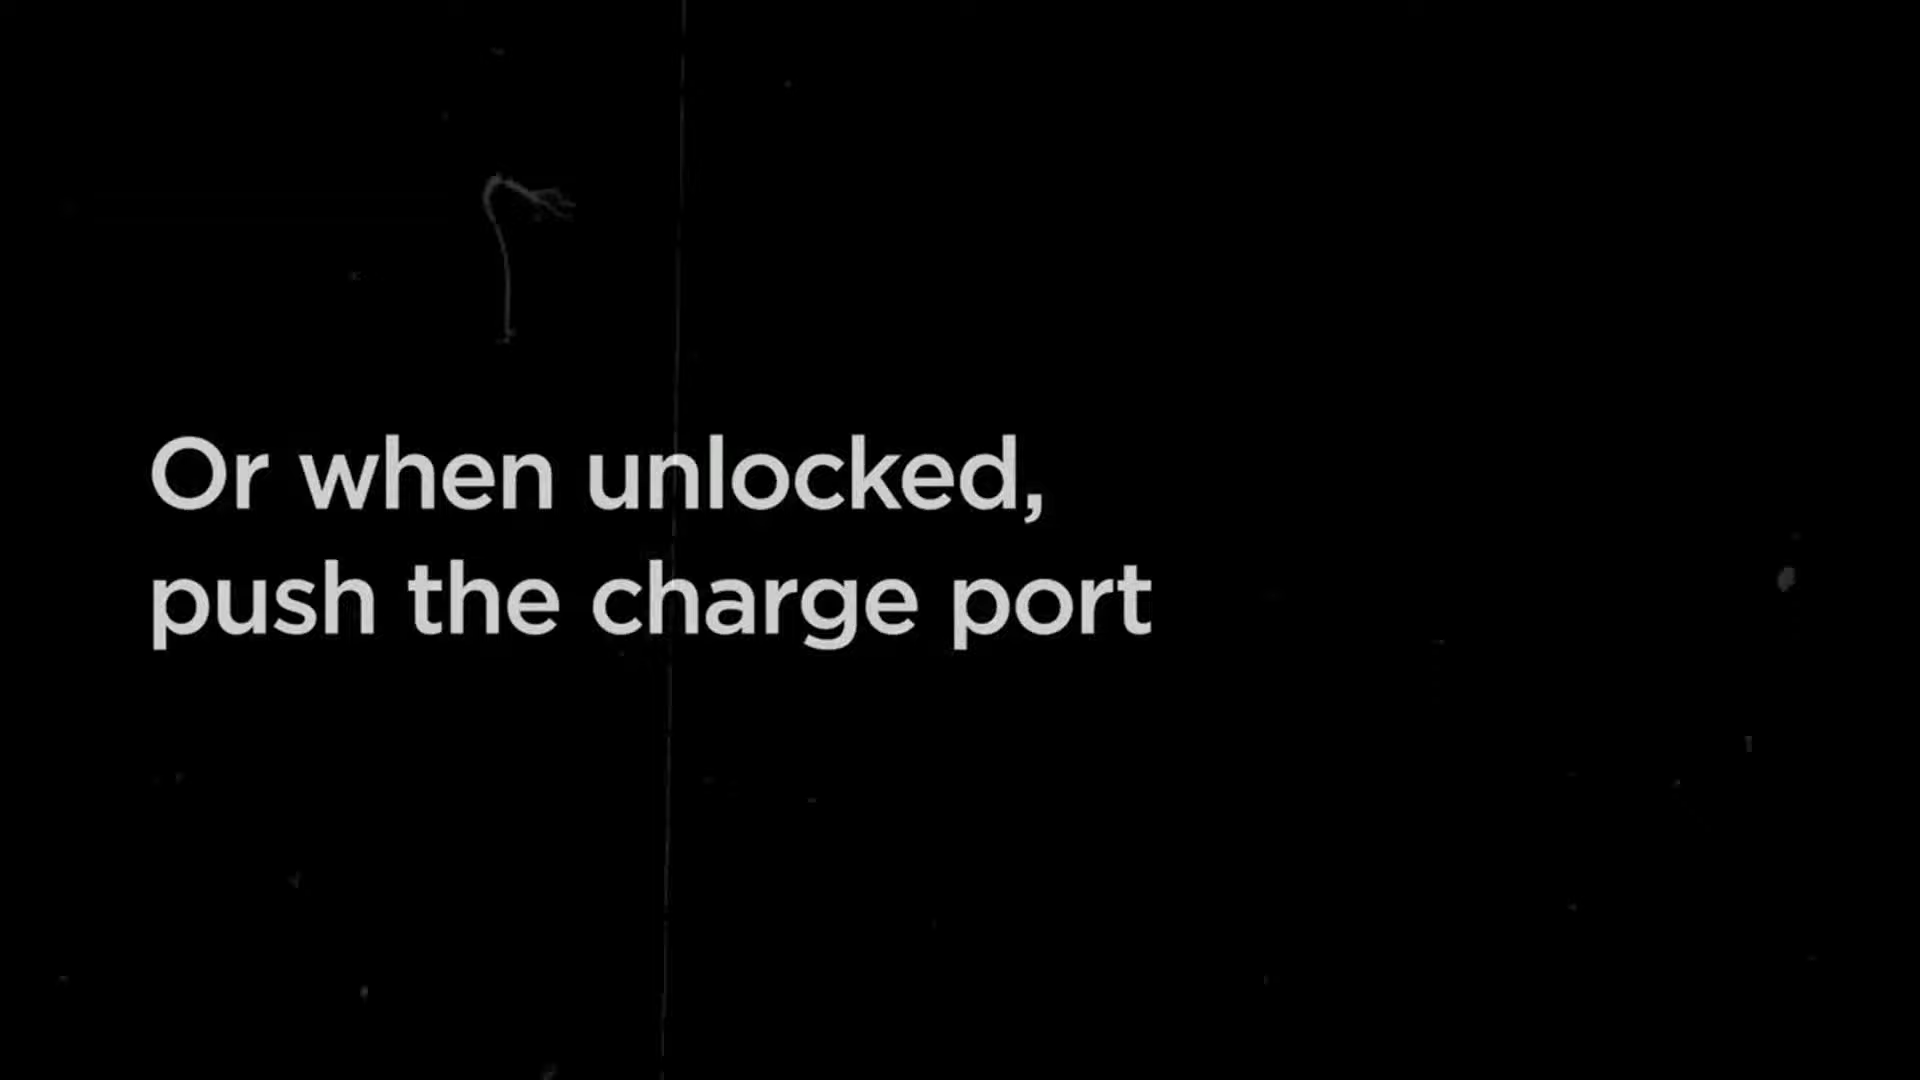 Or when unlocked,
push the charge port